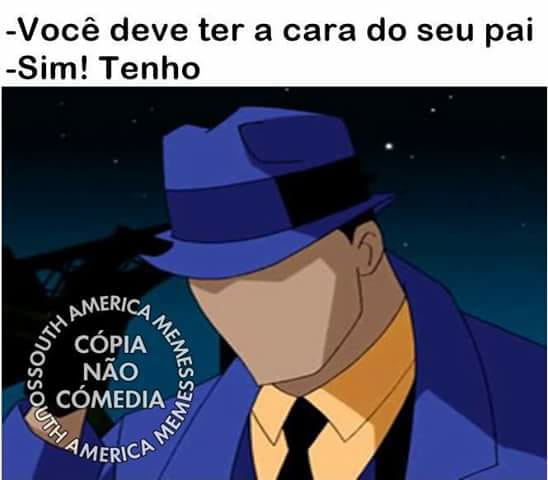 -Você deve ter a cara do seu pai
-Sim! Tenho
SOUTH AMERICA MEMES
CÓPIA
NÃO
CÓMEDIA
SOUTH AMERICA MEMES